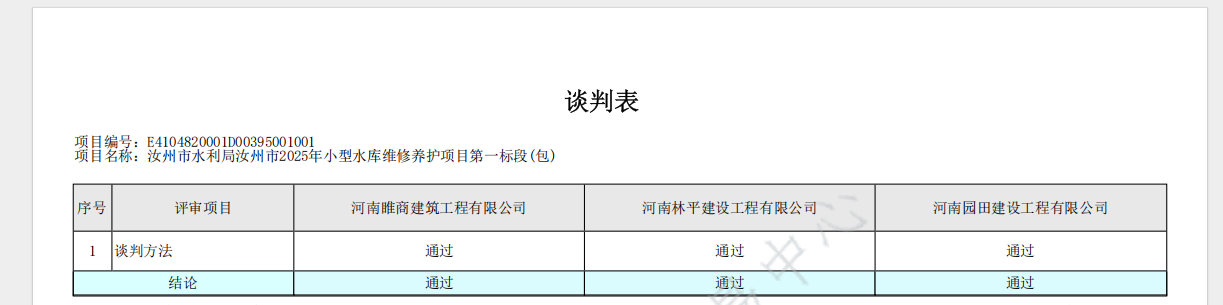 谈判表
项目编号：E4104820001D00395001001
项目名称：汝州市水利局汝州市2025年小型水库维修养护项目第一标段(包)
序号 评审项目 河南睢商建筑工程有限公司 河南林平建设工程有限公司 河南园田建设工程有限公司
1 谈判方法 通过 通过 通过
结论 通过 通过 通过
中心